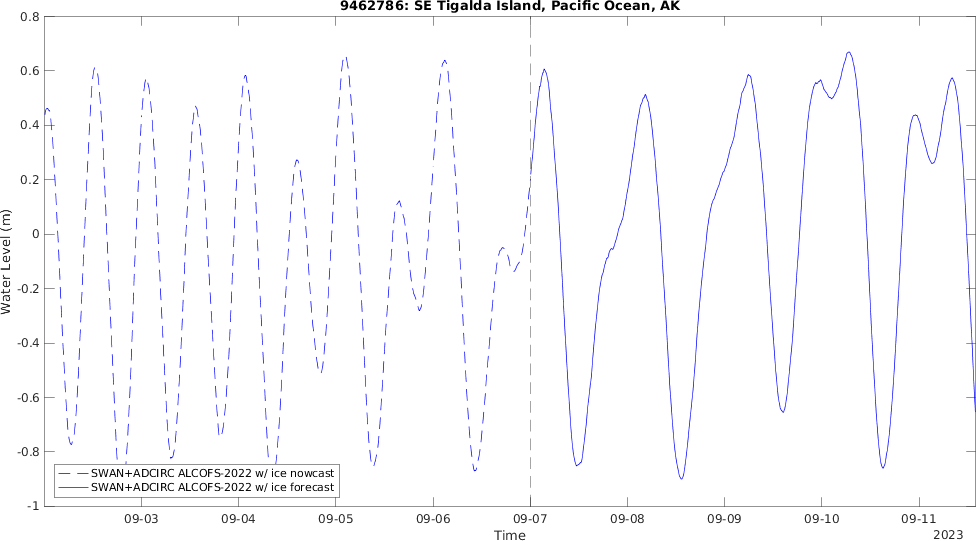 9462786: SE Tigalda Island, Pacific Ocean, AK
0.8
0.6
0.4
0.2
0
-0.2
-0.4
-0.6
-0.8
-1
Water Level (m)
SWAN+ADCIRC ALCOFS-2022 w/ ice nowcast
SWAN+ADCIRC ALCOFS-2022 w/ ice forecast
09-03 09-04 09-05 09-06 09-07 09-08 09-09 09-10 09-11
Time
2023